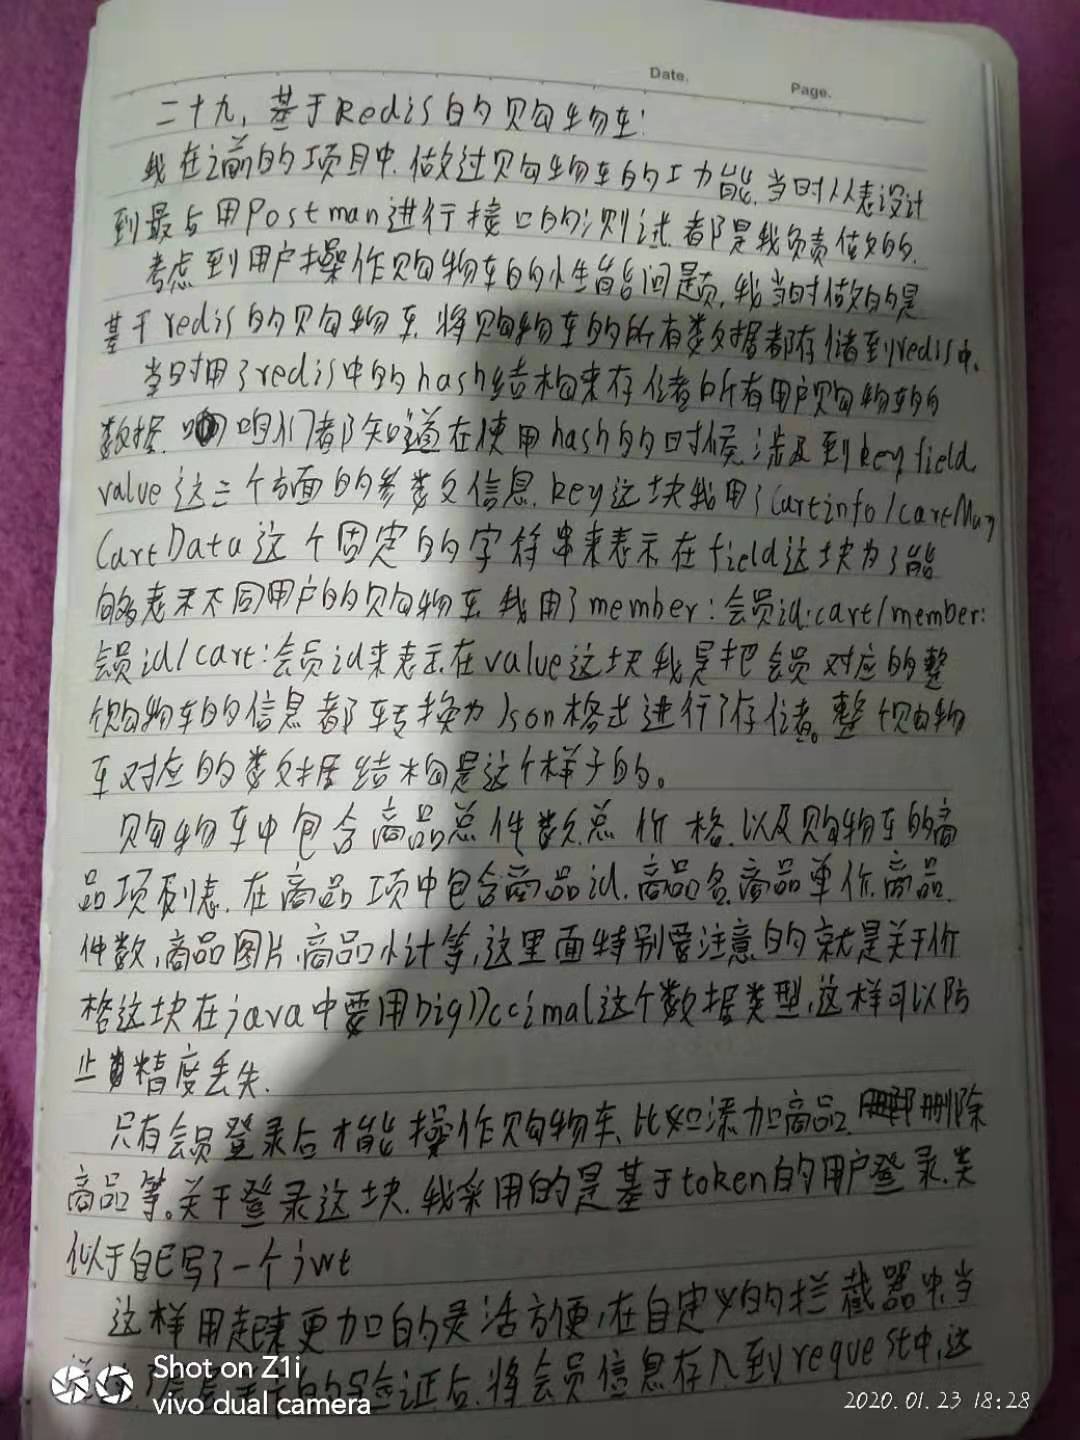 Date.
Page.
二十九,基于Redis的购物车:
我在之前的项目中.做过购物车的功能.当时从表设计
到最后用Postman进行接口的测试.都是我负责做的.
考虑到用户操作购物车的性能问题,我当时做的是
基于redis的购物车.将购物车的所有数据都存储到redis中.
当时用了redis中的hash结构来存储所有用户购物车的
数据.咱们都知道在使用hash的时候.涉及到key field
value这三个方面的参数信息.key这块我用了Cartinfo/cartMap
CartData这个固定的字符串来表示.在field这块为了能
够表示不同用户的购物车.我用了member:会员id:cart/member:
会员id/cart:会员id来表示.在value这块我是把会员对应的整
个购物车的信息都转换为Json格式进行了存储。整个购物
车对应的数据结构是这个样子的。
购物车中包含商品总件数.总价格.以及购物车的商
品项列表.在商品项中包含商品id.商品名.商品单价.商品
件数,商品图片,商品小计等,这里面特别要注意的就是关于价
格这块在java中要用bigDecimal这个数据类型,这样可以防
止精度丢失.
只有会员登录后才能操作购物车、比如添加商品.删除
商品等。关于登录这块.我采用的是基于token的用户登录.类
似于自己写了一个jwt
这样用起来更加的灵活方便,在自定义的拦截器中.当
的验证后.将会员信息存入到request中,这
Shot on Z1i
vivo dual camera
2020.01.23 18:28